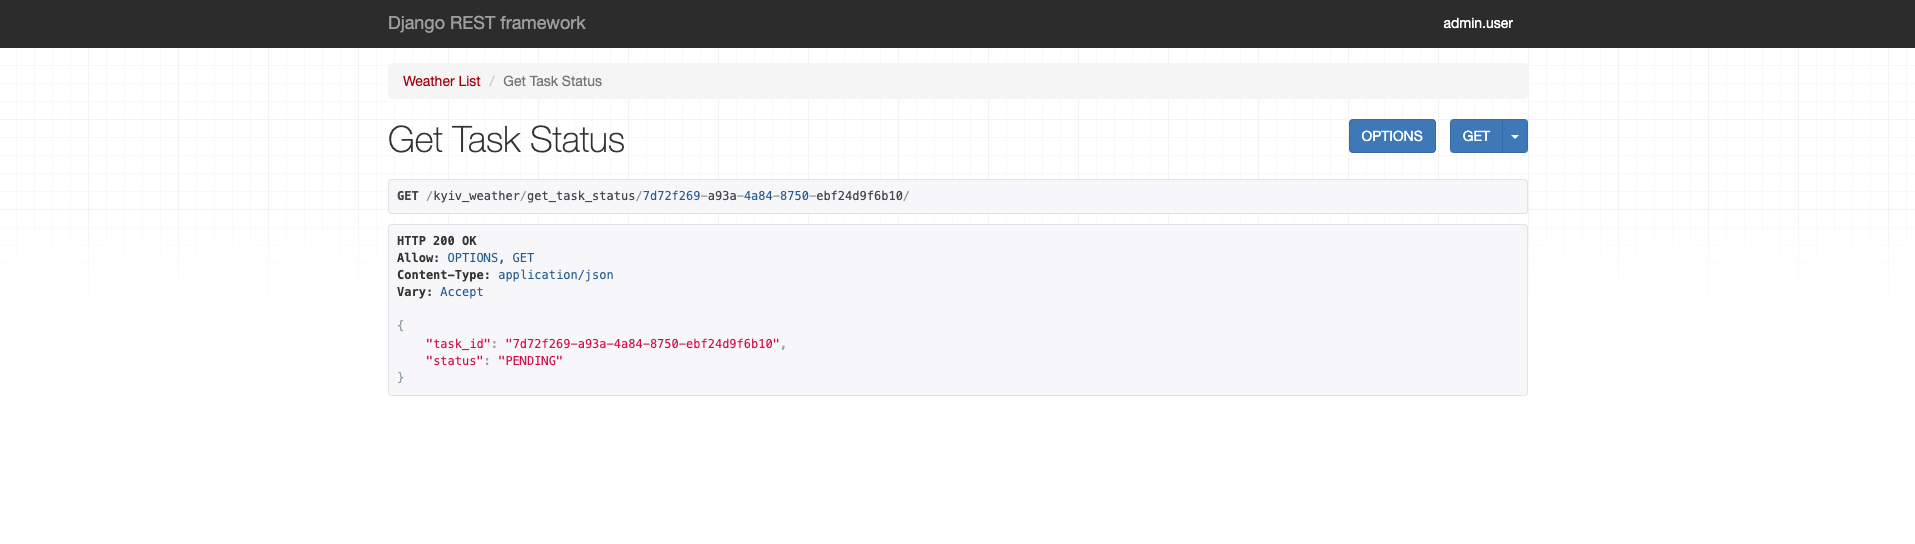 Django REST framework
admin.user
Weather List / Get Task Status
Get Task Status
OPTIONS
GET
GET /kyiv_weather/get_task_status/7d72f269-a93a-4a84-8750-ebf24d9f6b10/
HTTP 200 OK
Allow: OPTIONS, GET
Content-Type: application/json
Vary: Accept
{
    "task_id": "7d72f269-a93a-4a84-8750-ebf24d9f6b10",
    "status": "PENDING"
}